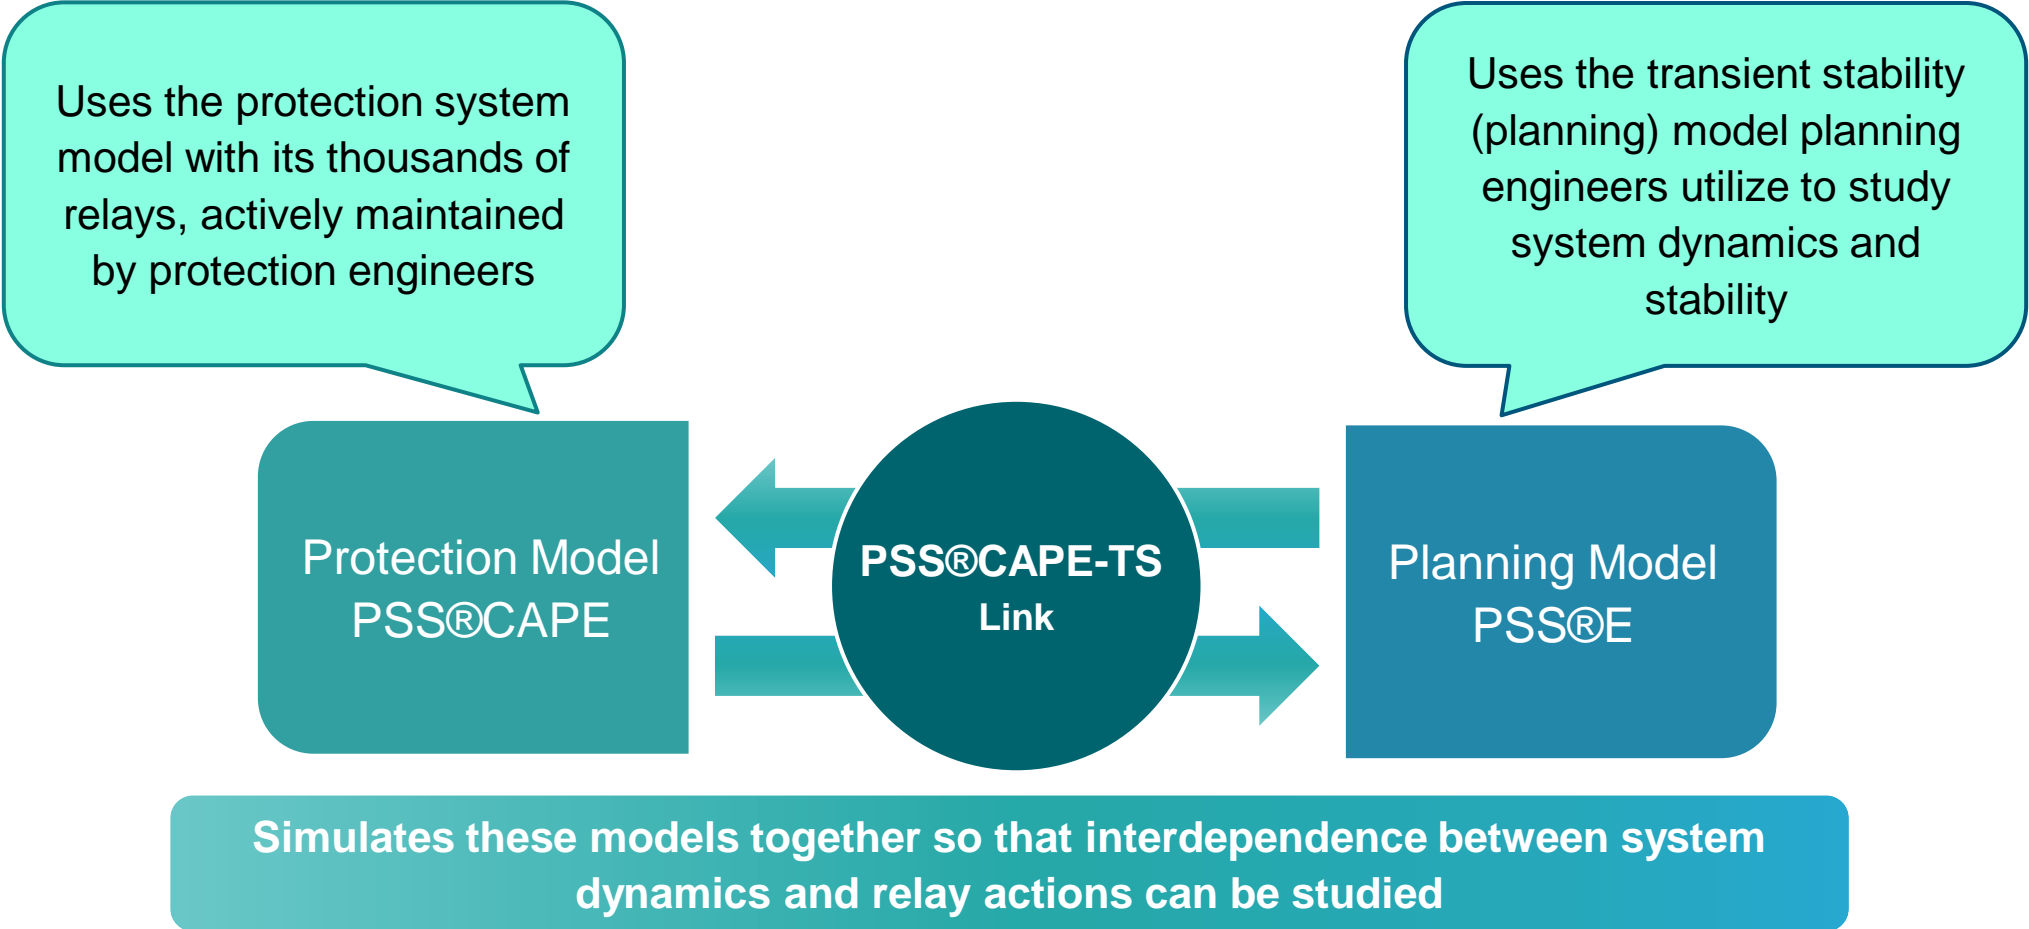 Uses the protection system
model with its thousands of
relays, actively maintained
by protection engineers
Uses the transient stability
(planning) model planning
engineers utilize to study
system dynamics and
stability
Protection Model
PSS®CAPE
PSS®CAPE-TS
Link
Planning Model
PSS®E
Simulates these models together so that interdependence between system
dynamics and relay actions can be studied